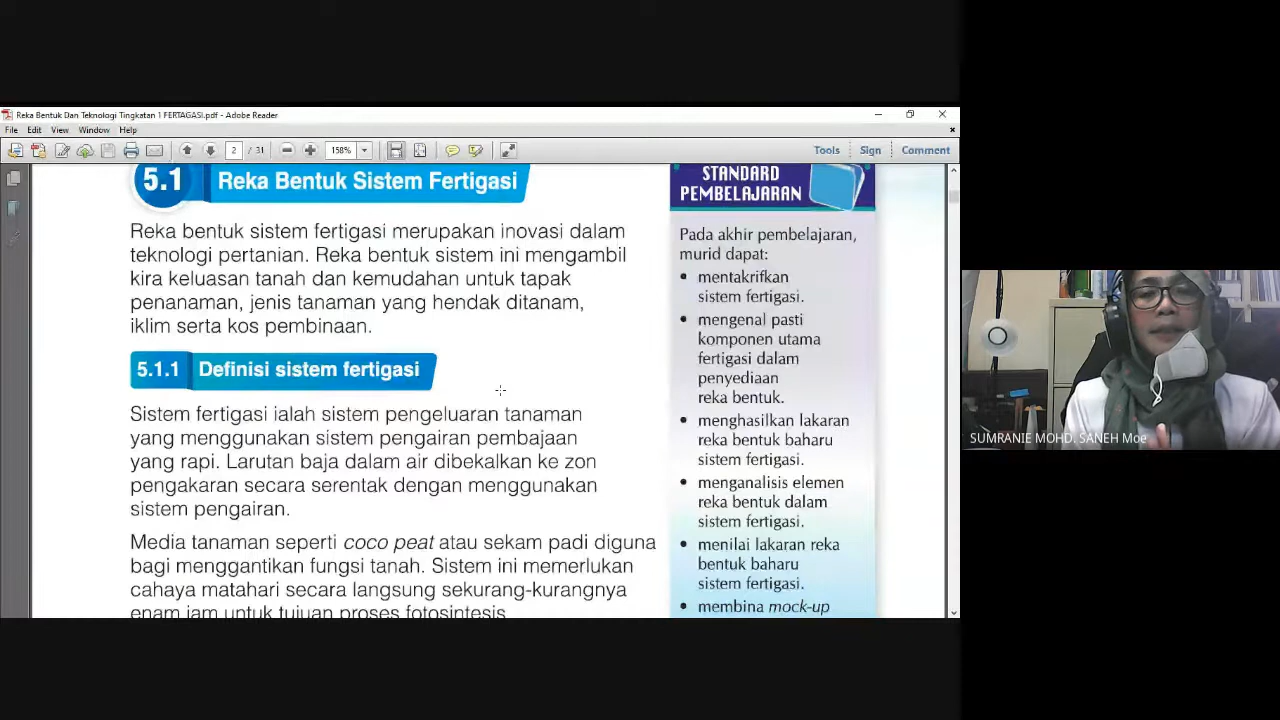 Reka Bentuk Dan Teknologi Tingkatan 1 FERTAGASI.pdf - Adobe Reader
File Edit View Window Help
2 / 31
158%
Tools Sign Comment
5.1 Reka Bentuk Sistem Fertigasi
Reka bentuk sistem fertigasi merupakan inovasi dalam
teknologi pertanian. Reka bentuk sistem ini mengambil
kira keluasan tanah dan kemudahan untuk tapak
penanaman, jenis tanaman yang hendak ditanam,
iklim serta kos pembinaan.
5.1.1 Definisi sistem fertigasi
Sistem fertigasi ialah sistem pengeluaran tanaman
yang menggunakan sistem pengairan pembajaan
yang rapi. Larutan baja dalam air dibekalkan ke zon
pengakaran secara serentak dengan menggunakan
sistem pengairan.
Media tanaman seperti coco peat atau sekam padi diguna
bagi menggantikan fungsi tanah. Sistem ini memerlukan
cahaya matahari secara langsung sekurang-kurangnya
enam jam untuk tujuan proses fotosintesis
STANDARD
PEMBELAJARAN
Pada akhir pembelajaran,
murid dapat:
• mentakrifkan
sistem fertigasi.
• mengenal pasti
komponen utama
fertigasi dalam
penyediaan
reka bentuk.
• menghasilkan lakaran
reka bentuk baharu
sistem fertigasi.
• menganalisis elemen
reka bentuk dalam
sistem fertigasi.
• menilai lakaran reka
bentuk baharu
sistem fertigasi.
• membina mock-up
SUMRANIE MOHD. SANEH Moe